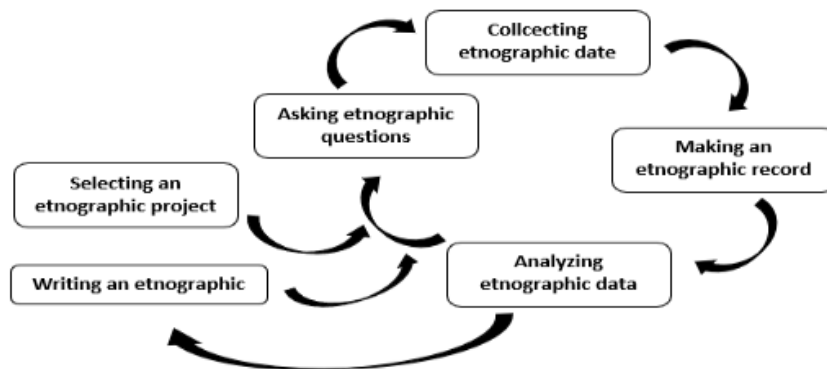 Collcecting
etnographic date
Asking etnographic
questions
Making an
etnographic record
Selecting an
etnographic project
Analyzing
etnographic data
Writing an etnographic